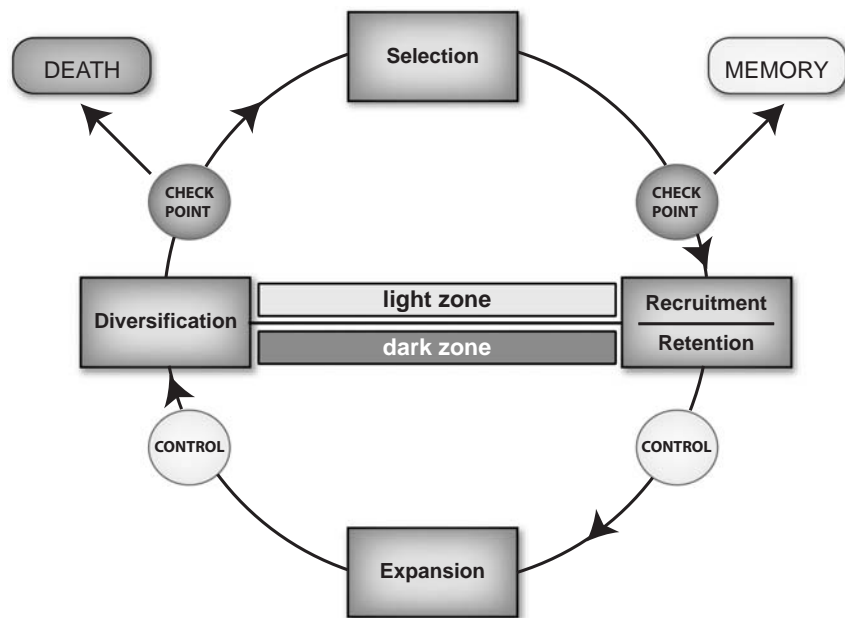 Selection
DEATH
MEMORY
CHECK
POINT
CHECK
POINT
light zone
Diversification
Recruitment
Retention
dark zone
CONTROL
CONTROL
Expansion